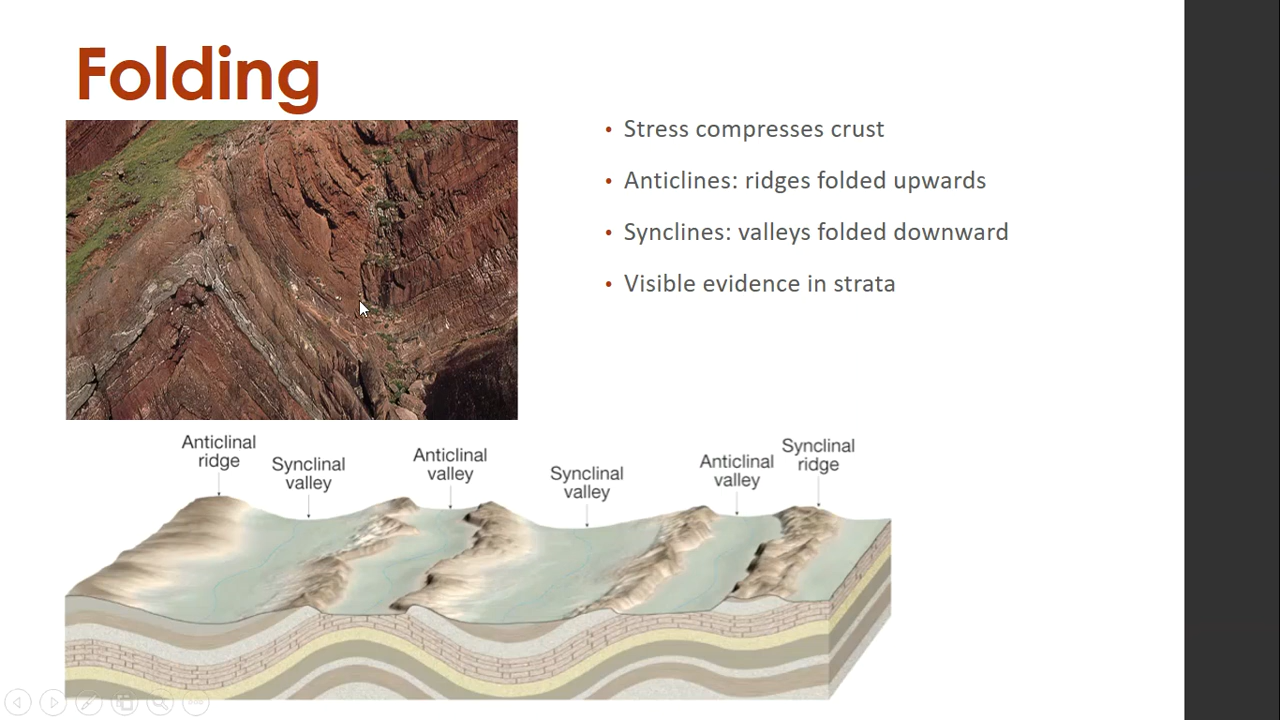 Folding
• Stress compresses crust
• Anticlines: ridges folded upwards
• Synclines: valleys folded downward
• Visible evidence in strata
Anticlinal
ridge
Synclinal
valley
Anticlinal
valley
Synclinal
valley
Anticlinal
valley
Synclinal
ridge